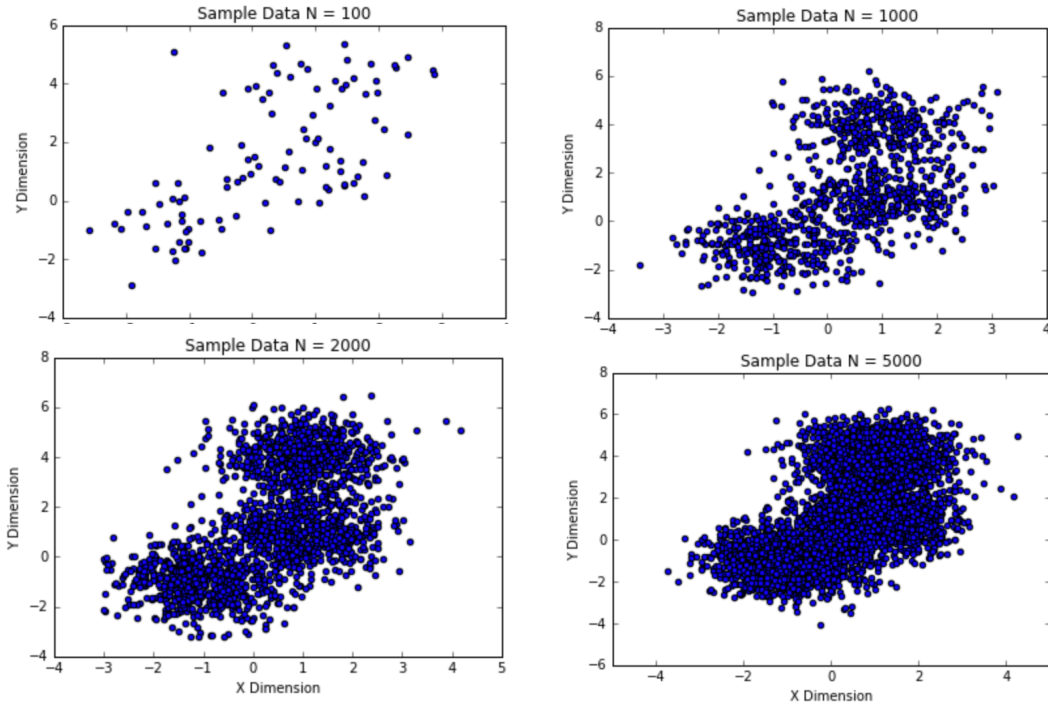 Sample Data N = 100
6
4
2
0
−2
−4
4
Y Dimension
Sample Data N = 1000
8
6
4
2
0
−2
−4
−4 −3 −2 −1 0 1 2 3 4
Y Dimension
Sample Data N = 2000
8
6
4
2
0
−2
−4
−4 −3 −2 −1 0 1 2 3 4 5
Y Dimension
X Dimension
Sample Data N = 5000
8
6
4
2
0
−2
−4
−6
−4 −2 0 2 4
Y Dimension
X Dimension